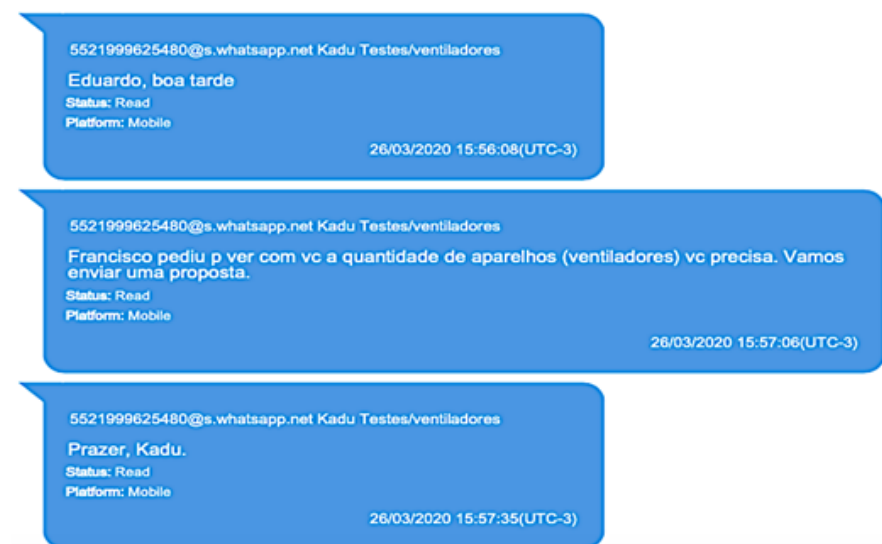 5521999625480@s.whatsapp.net Kadu Testes/ventiladores
Eduardo, boa tarde
Status: Read
Platform: Mobile
26/03/2020 15:56:08(UTC-3)
5521999625480@s.whatsapp.net Kadu Testes/ventiladores
Francisco pediu p ver com vc a quantidade de aparelhos (ventiladores) vc precisa. Vamos
enviar uma proposta.
Status: Read
Platform: Mobile
26/03/2020 15:57:06(UTC-3)
5521999625480@s.whatsapp.net Kadu Testes/ventiladores
Prazer, Kadu.
Status: Read
Platform: Mobile
26/03/2020 15:57:35(UTC-3)